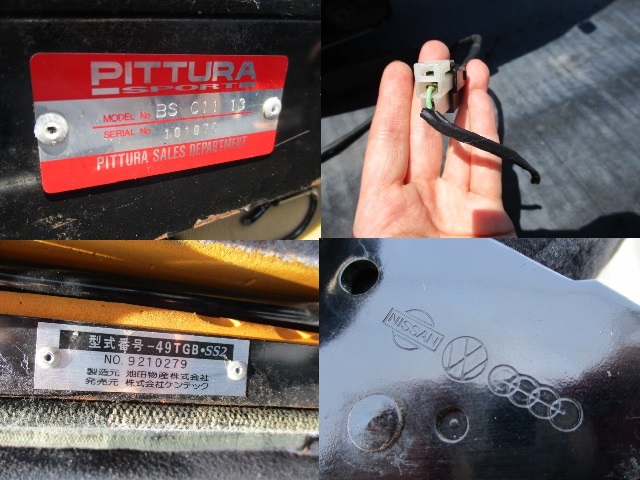 PITTURA
SPORT
MODEL No BS C11 13
SERIAL No
PITTURA SALES DEPARTMENT
型式番号-49TGB•SS2
NO.9210279
製造元 池田物産株式会社
発売元 株式会社ケンテック
NISSAN